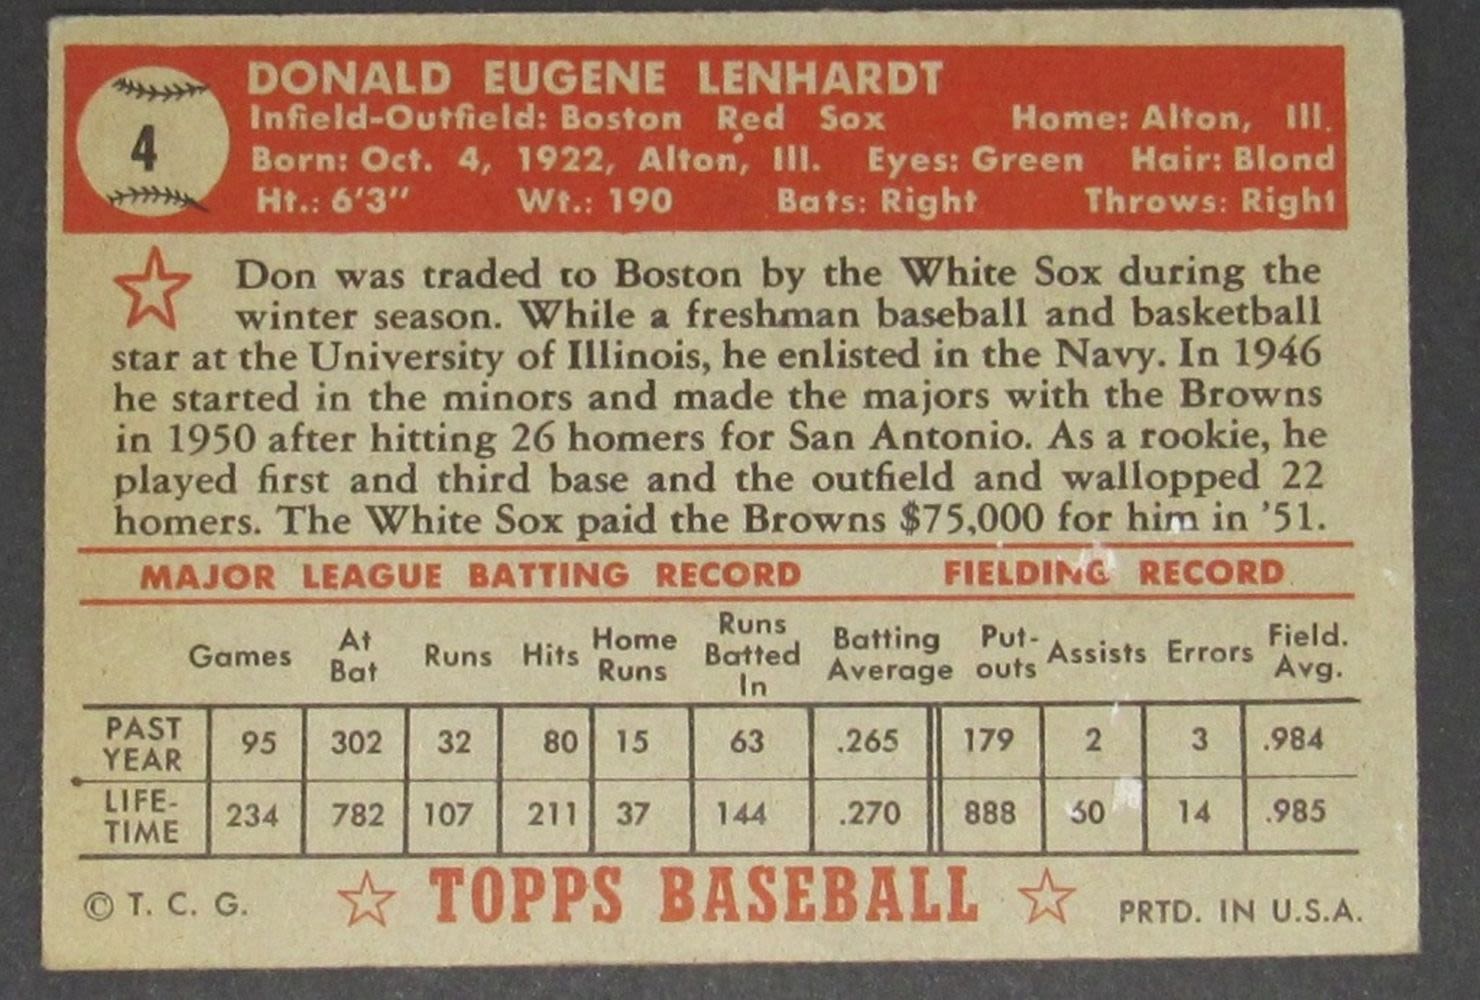 4
DONALD EUGENE LENHARDT
Infield-Outfield: Boston Red Sox Home: Alton, Ill.
Born: Oct. 4, 1922, Alton, Ill. Eyes: Green Hair: Blond
Ht.: 6'3" Wt.: 190 Bats: Right Throws: Right
Don was traded to Boston by the White Sox during the
winter season. While a freshman baseball and basketball
star at the University of Illinois, he enlisted in the Navy. In 1946
he started in the minors and made the majors with the Browns
in 1950 after hitting 26 homers for San Antonio. As a rookie, he
played first and third base and the outfield and wallopped 22
homers. The White Sox paid the Browns $75,000 for him in '51.
MAJOR LEAGUE BATTING RECORD FIELDING RECORD
Games At Bat Runs Hits Home Runs Runs Batted In Batting Average Put-outs Assists Errors Field. Avg.
PAST YEAR 95 302 32 80 15 63 .265 179 2 3 .984
LIFE-TIME 234 782 107 211 37 144 .270 888 60 14 .985
© T. C. G. TOPPS BASEBALL PRTD. IN U.S.A.